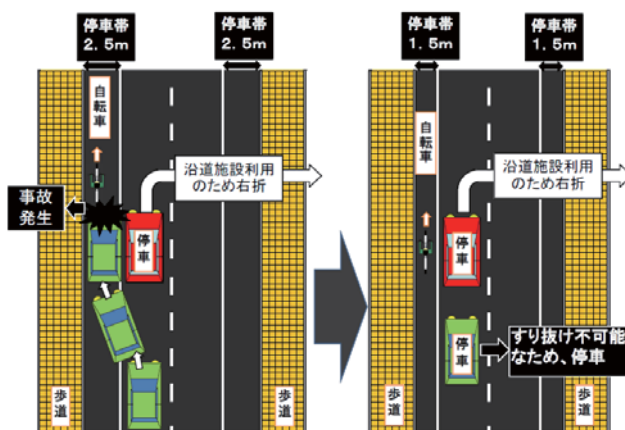 停車帯
2.5m
停車帯
2.5m
自転車
沿道施設利用
のため右折
事故
発生
停車
歩道
歩道
停車帯
1.5m
停車帯
1.5m
自転車
沿道施設利用
のため右折
停車
停車
すり抜け不可能
なため、停車
歩道
歩道